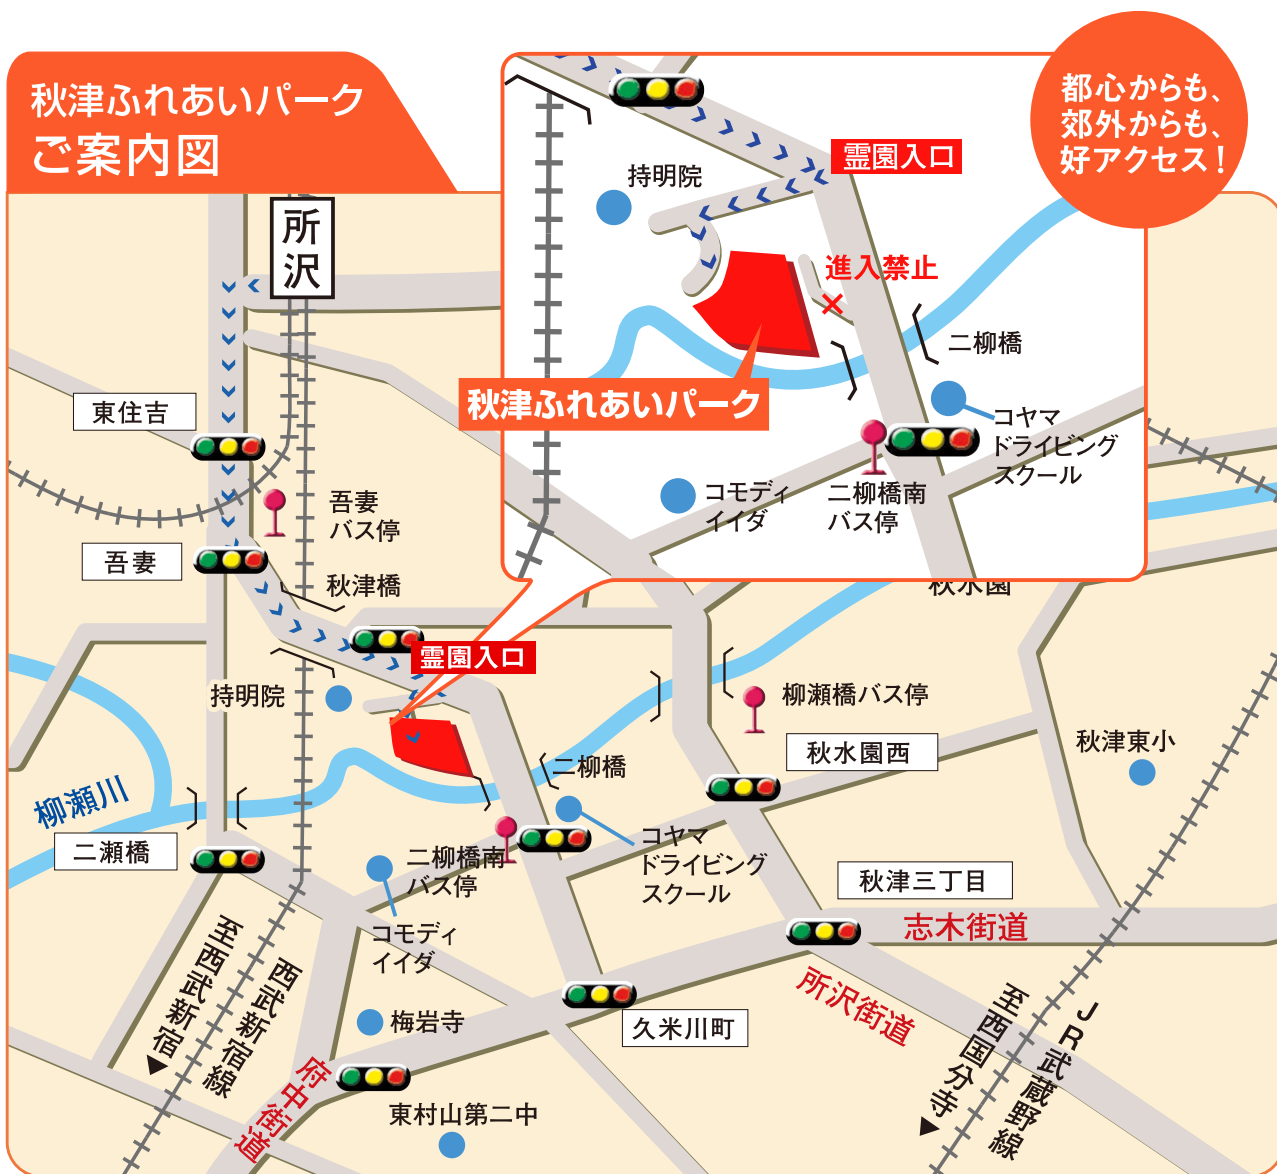 秋津ふれあいパーク
ご案内図
都心からも、
郊外からも、
好アクセス!
霊園入口
持明院
進入禁止
二柳橋
秋津ふれあいパーク
コヤマ
ドライビング
スクール
コモディ
イイダ
二柳橋南
バス停
所沢
東住吉
吾妻
バス停
吾妻
秋津橋
秋水園
霊園入口
持明院
柳瀬橋バス停
秋水園西
秋津東小
二柳橋
柳瀬川
二瀬橋
二柳橋南
バス停
コヤマ
ドライビング
スクール
秋津三丁目
志木街道
コモディ
イイダ
所沢街道
至西武新宿
西武新宿線
梅岩寺
久米川町
至西国分寺
JR武蔵野線
府中街道
東村山第二中